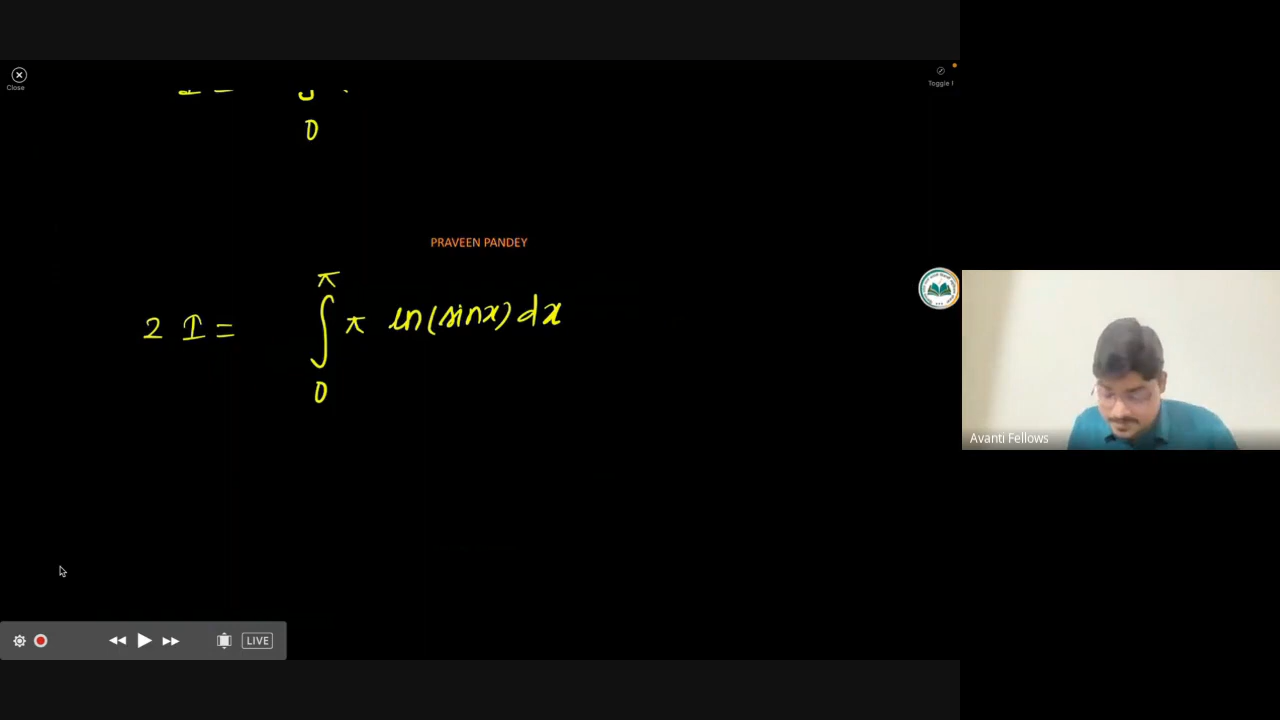 Close
Toggle
0
PRAVEEN PANDEY
π
2 I = ∫ π ln(sinx) dx
0
Avanti Fellows
LIVE